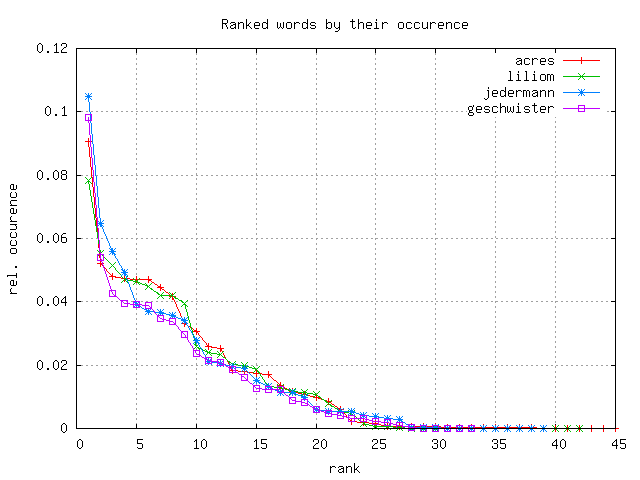 Ranked words by their occurence
0.12
0.1
0.08
0.06
0.04
0.02
0
rel. occurence
acres
liliom
jedermann
geschwister
0 5 10 15 20 25 30 35 40 45
rank